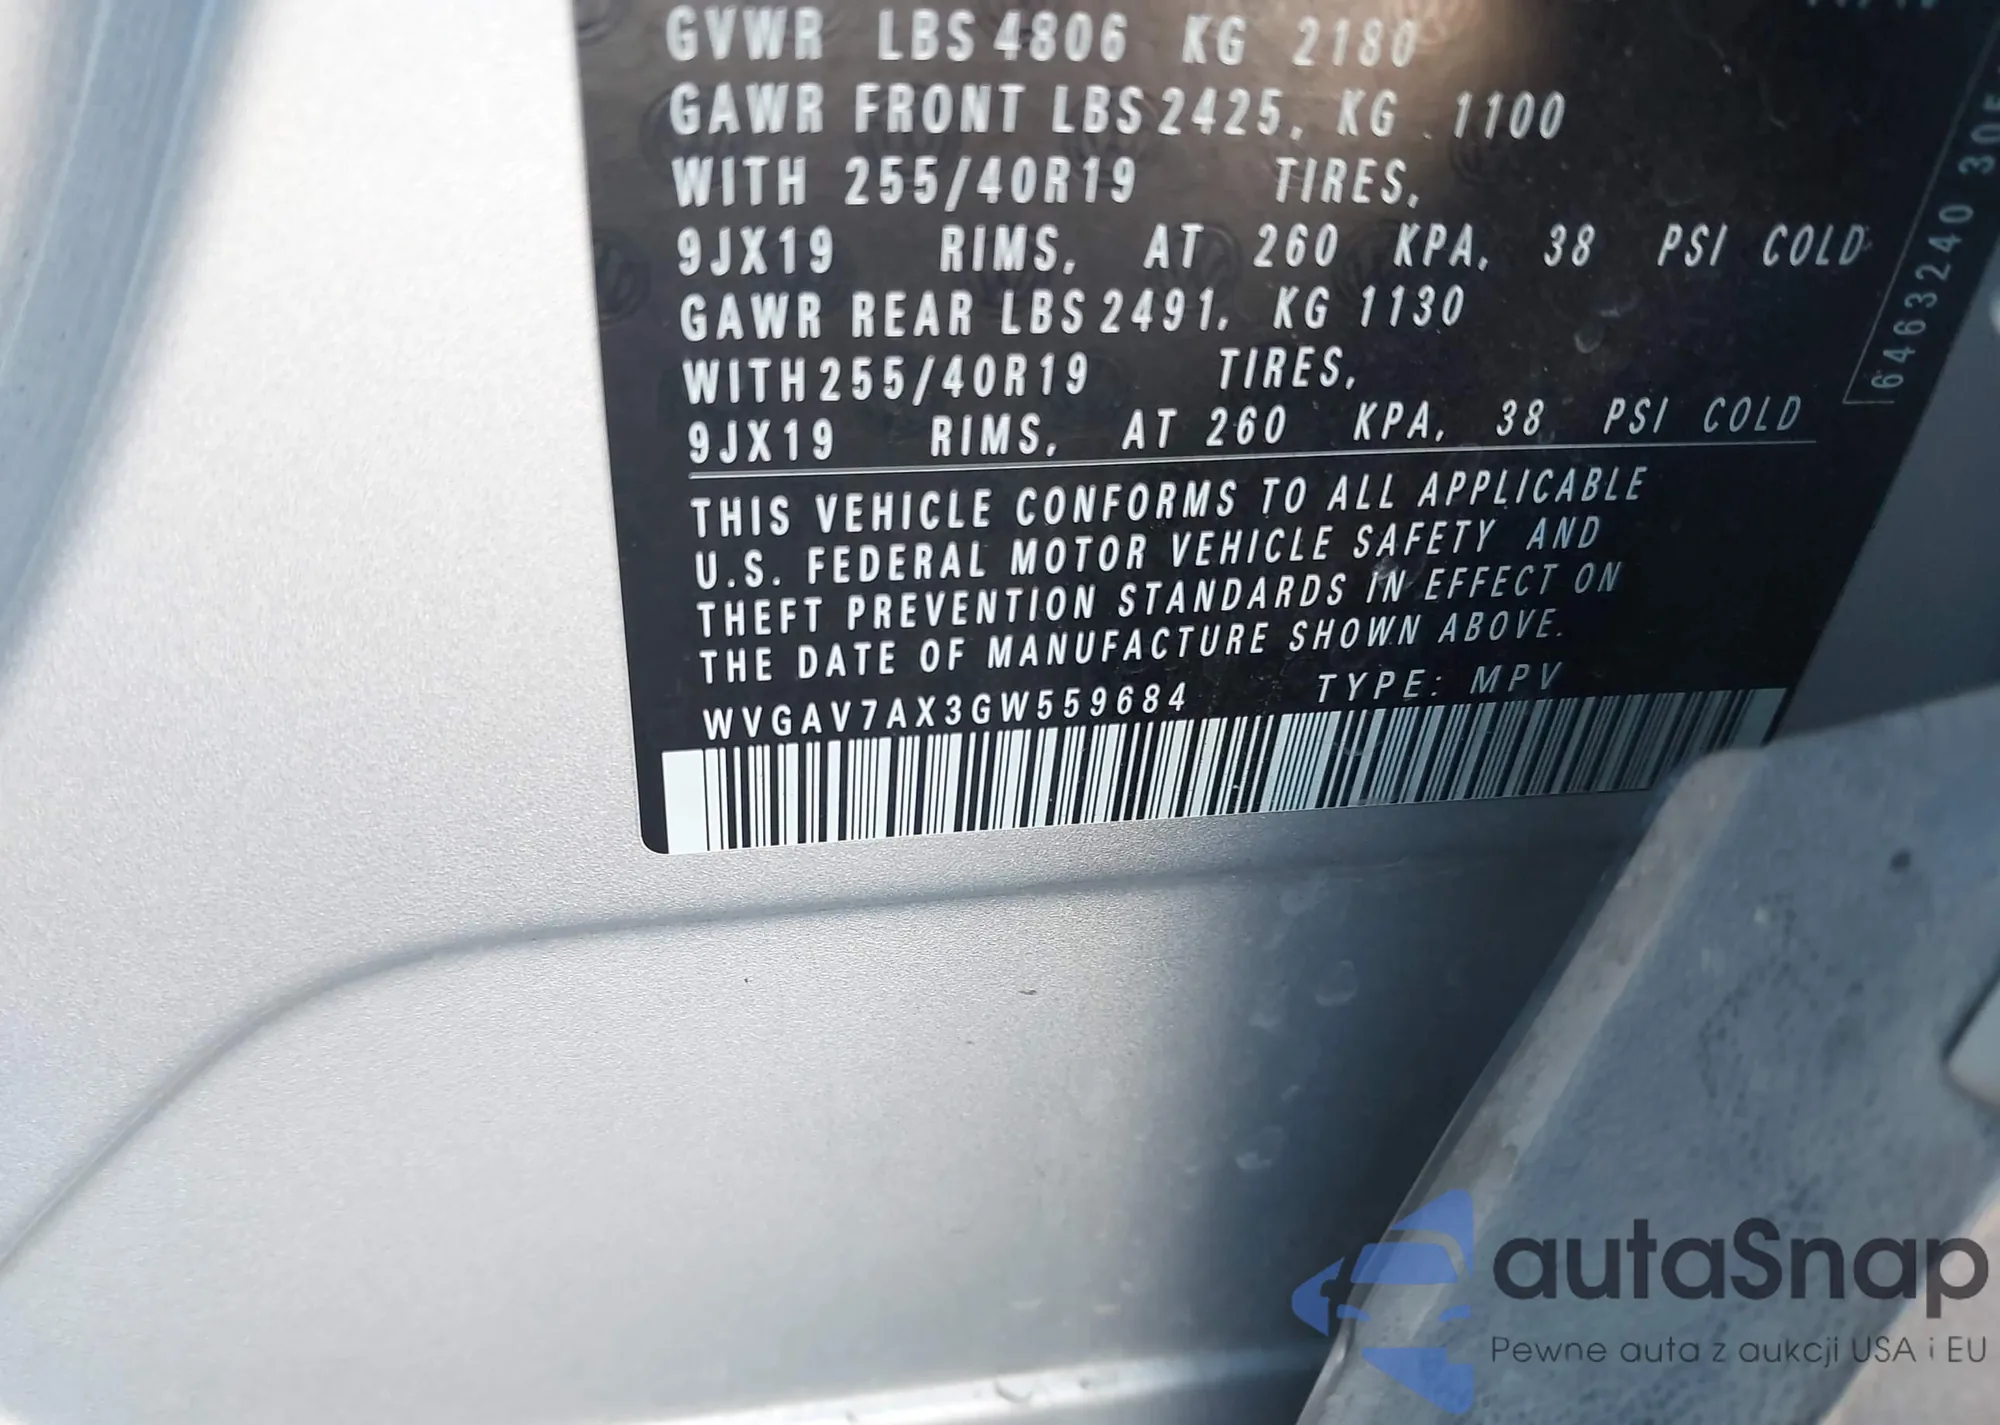 GVWR LBS 4806 KG 2180
GAWR FRONT LBS 2425, KG 1100
WITH 255/40R19 TIRES,
9JX19 RIMS, AT 260 KPA, 38 PSI COLD
GAWR REAR LBS 2491, KG 1130
WITH 255/40R19 TIRES,
9JX19 RIMS, AT 260 KPA, 38 PSI COLD
THIS VEHICLE CONFORMS TO ALL APPLICABLE
U.S. FEDERAL MOTOR VEHICLE SAFETY AND
THEFT PREVENTION STANDARDS IN EFFECT ON
THE DATE OF MANUFACTURE SHOWN ABOVE.
WVGAV7AX3GW559684 TYPE: MPV
6463240
autaSnap
Pewne auta z aukcji USA i EU